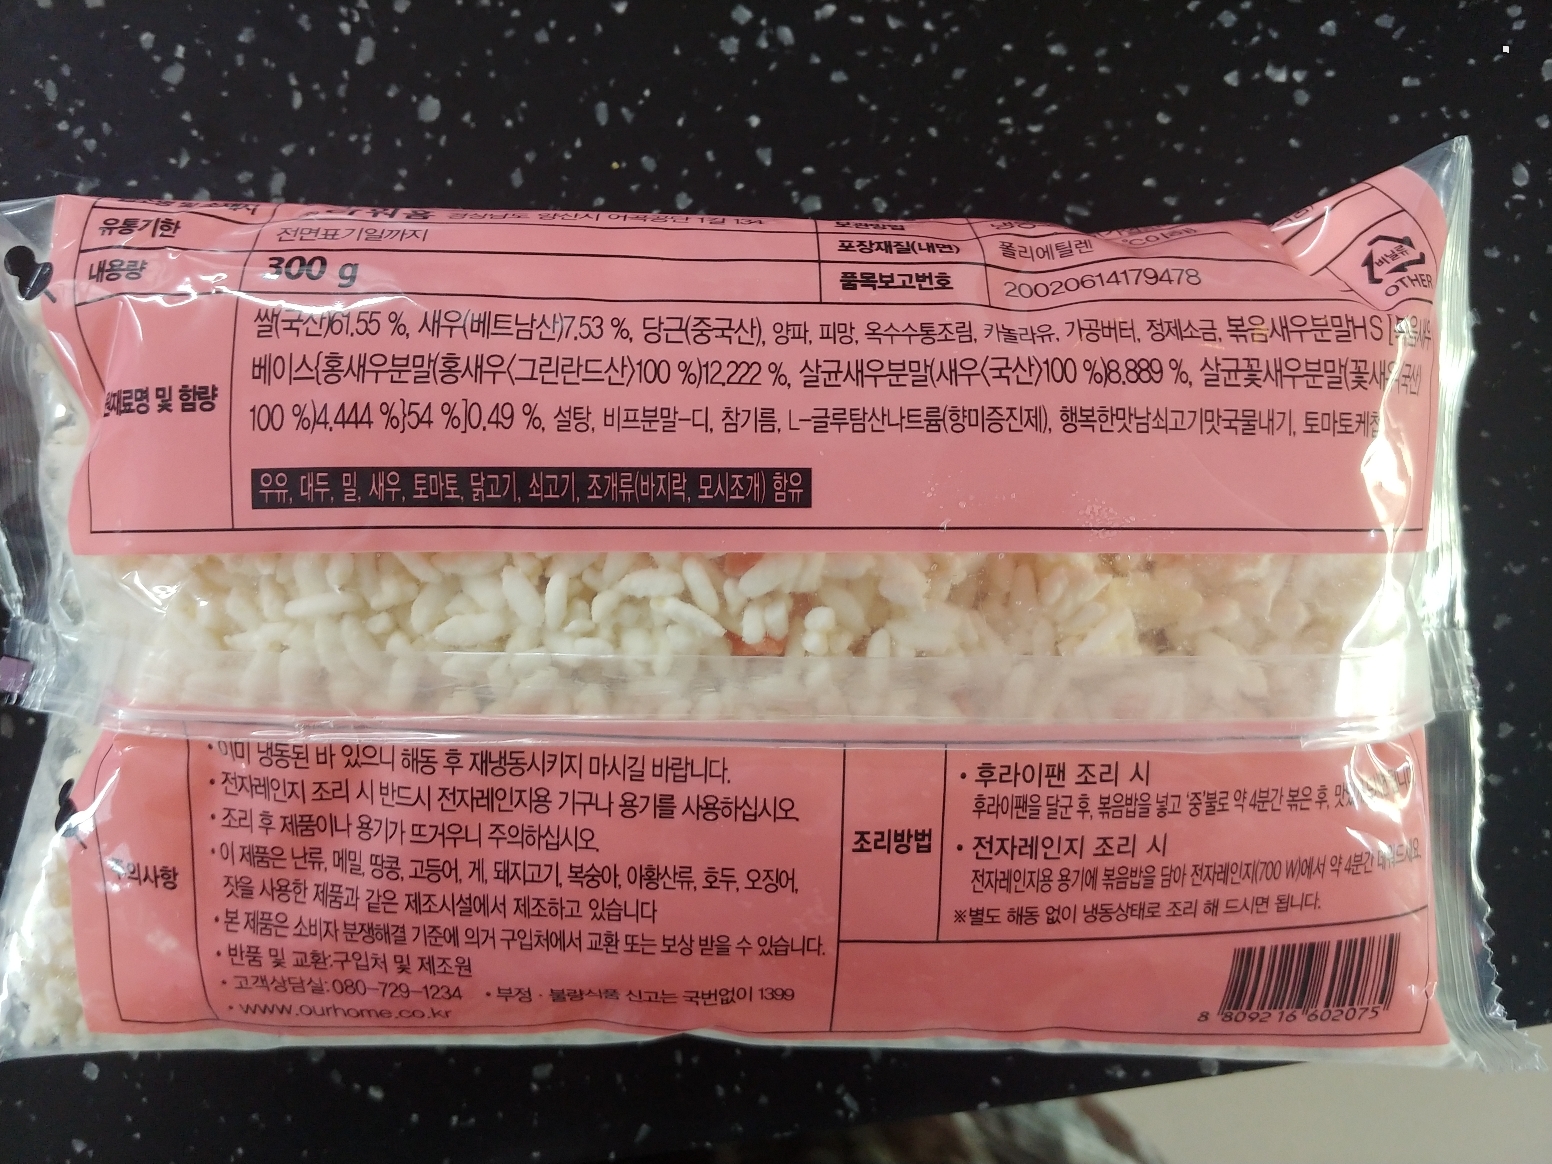 경상남도 양산시 어곡공단 1길 134
유통기한
전면표기일까지
포장재질(내면)
폴리에틸렌
내용량
300 g
품목보고번호
20020614179478
비닐류
OTHER
원재료명 및 함량
쌀(국산)61.55 %, 새우(베트남산)7.53 %, 당근(중국산), 양파, 피망, 옥수수통조림, 카놀라유, 가공버터, 정제소금, 볶음새우분말HS [볶음새우
베이스{홍새우분말(홍새우〈그린란드산〉100 %)12.222 %, 살균새우분말(새우〈국산〉100 %)8.889 %, 살균꽃새우분말(꽃새우〈국산〉
100 %)4.444 %}54 %]0.49 %, 설탕, 비프분말-디, 참기름, L-글루탐산나트륨(향미증진제), 행복한맛남쇠고기맛국물내기, 토마토케찹
우유, 대두, 밀, 새우, 토마토, 닭고기, 쇠고기, 조개류(바지락, 모시조개) 함유
주의사항
• 이미 냉동된 바 있으니 해동 후 재냉동시키지 마시길 바랍니다.
• 전자레인지 조리 시 반드시 전자레인지용 기구나 용기를 사용하십시오.
• 조리 후 제품이나 용기가 뜨거우니 주의하십시오.
• 이 제품은 난류, 메밀, 땅콩, 고등어, 게, 돼지고기, 복숭아, 아황산류, 호두, 오징어,
잣을 사용한 제품과 같은 제조시설에서 제조하고 있습니다
• 본 제품은 소비자 분쟁해결 기준에 의거 구입처에서 교환 또는 보상 받을 수 있습니다.
• 반품 및 교환:구입처 및 제조원
• 고객상담실:080-729-1234 • 부정 · 불량식품 신고는 국번없이 1399
• www.ourhome.co.kr
조리방법
• 후라이팬 조리 시
후라이팬을 달군 후, 볶음밥을 넣고 '중'불로 약 4분간 볶은 후,
• 전자레인지 조리 시
전자레인지용 용기에 볶음밥을 담아 전자레인지(700 W)에서 약 4분간 데워드세요.
※별도 해동 없이 냉동상태로 조리 해 드시면 됩니다.
8 809216 602075